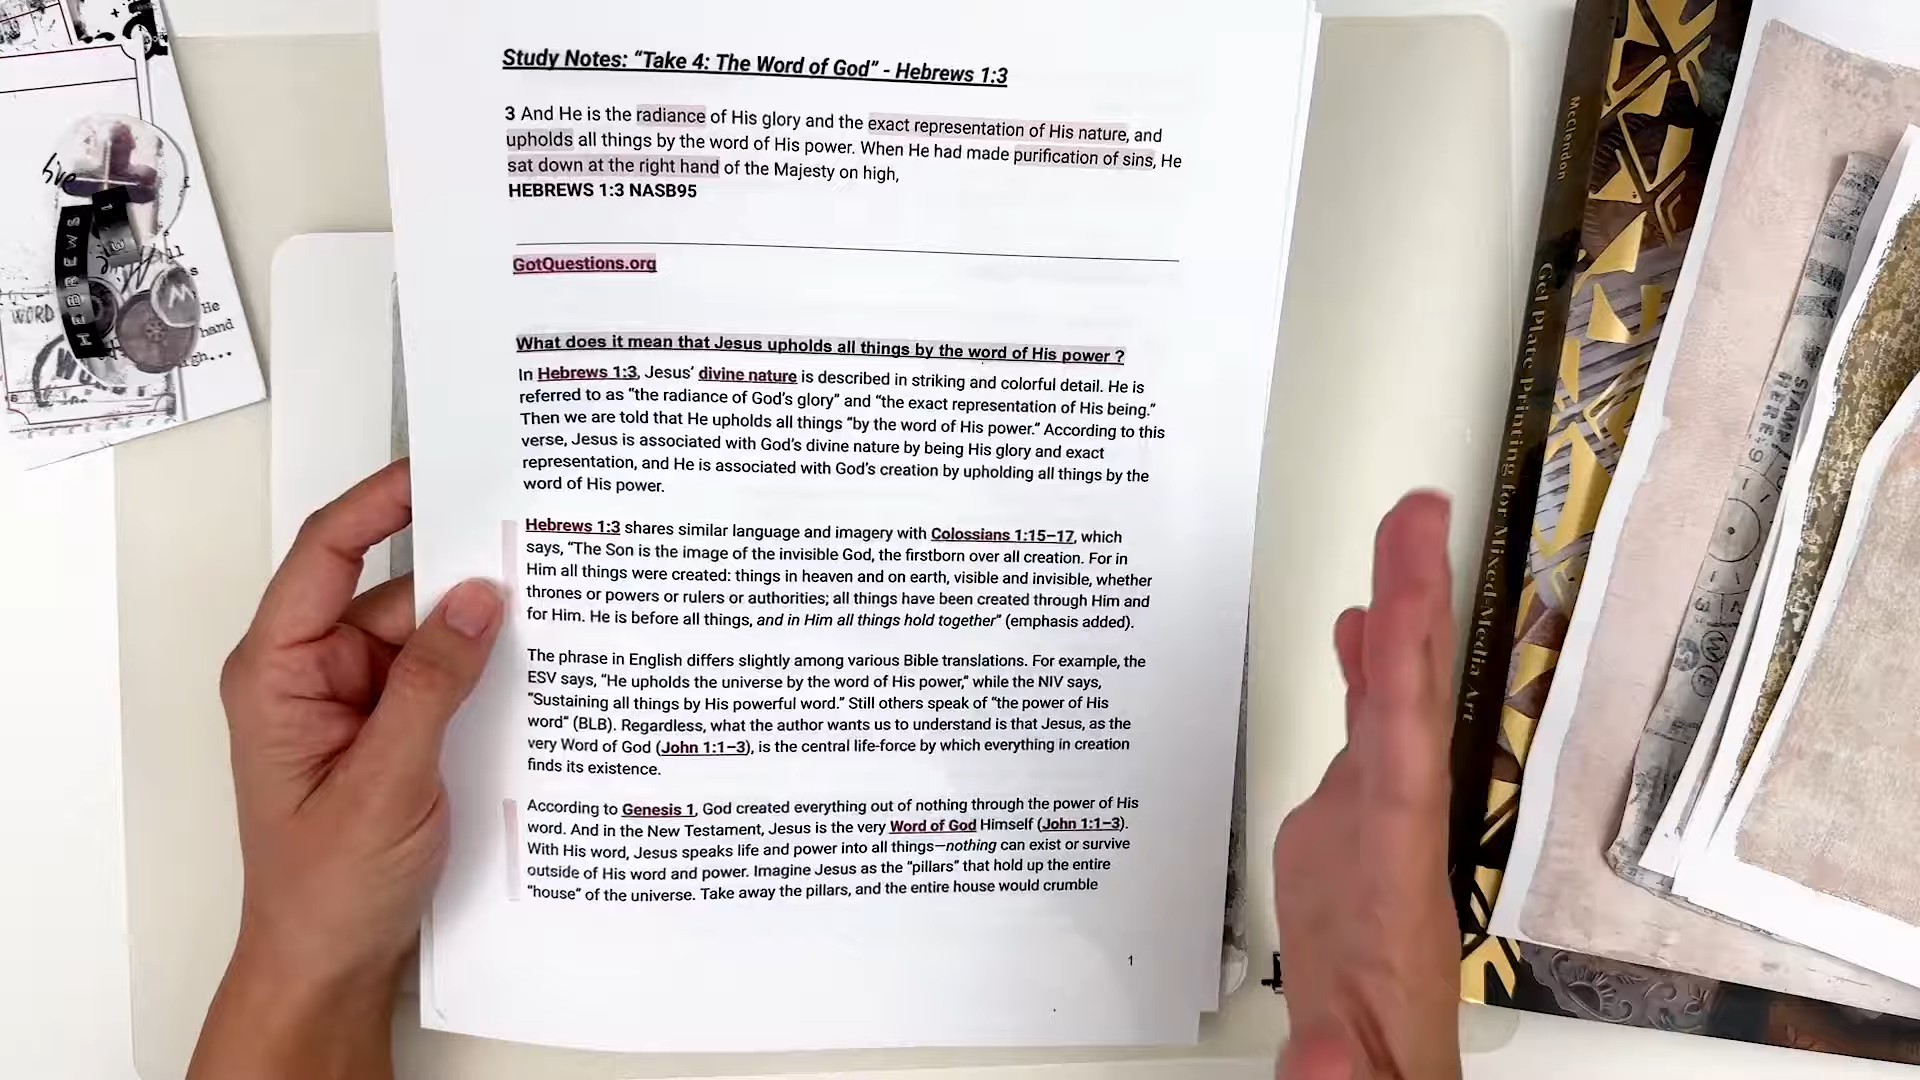 Study Notes: “Take 4: The Word of God” - Hebrews 1:3
3 And He is the radiance of His glory and the exact representation of His nature, and
upholds all things by the word of His power. When He had made purification of sins, He
sat down at the right hand of the Majesty on high,
HEBREWS 1:3 NASB95
GotQuestions.org
What does it mean that Jesus upholds all things by the word of His power ?
In Hebrews 1:3, Jesus’ divine nature is described in striking and colorful detail. He is
referred to as “the radiance of God’s glory” and “the exact representation of His being.”
Then we are told that He upholds all things “by the word of His power.” According to this
verse, Jesus is associated with God’s divine nature by being His glory and exact
representation, and He is associated with God’s creation by upholding all things by the
word of His power.
Hebrews 1:3 shares similar language and imagery with Colossians 1:15–17, which
says, “The Son is the image of the invisible God, the firstborn over all creation. For in
Him all things were created: things in heaven and on earth, visible and invisible, whether
thrones or powers or rulers or authorities; all things have been created through Him and
for Him. He is before all things, and in Him all things hold together” (emphasis added).
The phrase in English differs slightly among various Bible translations. For example, the
ESV says, “He upholds the universe by the word of His power,” while the NIV says,
“Sustaining all things by His powerful word.” Still others speak of “the power of His
word” (BLB). Regardless, what the author wants us to understand is that Jesus, as the
very Word of God (John 1:1–3), is the central life-force by which everything in creation
finds its existence.
According to Genesis 1, God created everything out of nothing through the power of His
word. And in the New Testament, Jesus is the very Word of God Himself (John 1:1–3).
With His word, Jesus speaks life and power into all things—nothing can exist or survive
outside of His word and power. Imagine Jesus as the “pillars” that hold up the entire
“house” of the universe. Take away the pillars, and the entire house would crumble
1
HEBREWS
WORD
He
hand
McClendon
Gel Plate printing for Mixed-Media Art
STAMP
HERE